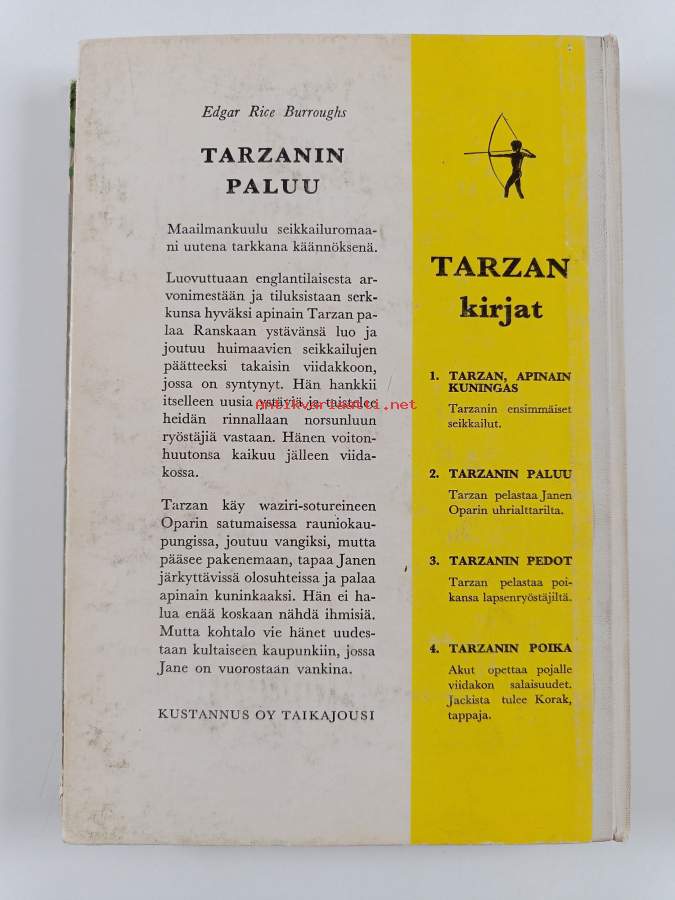 Edgar Rice Burroughs
TARZANIN
PALUU
Maailmankuulu seikkailuromaa-
ni uutena tarkkana käännöksenä.
Luovuttuaan englantilaisesta ar-
vonimestään ja tiluksistaan serk-
kunsa hyväksi apinain Tarzan pa-
laa Ranskaan ystävänsä luo ja
joutuu huimaavien seikkailujen
päätteeksi takaisin viidakkoon,
jossa on syntynyt. Hän hankkii
itselleen uusia ystäviä ja taistelee
heidän rinnallaan norsunluun
ryöstäjiä vastaan. Hänen voiton-
huutonsa kaikuu jälleen viida-
kossa.
Tarzan käy waziri-sotureineen
Oparin satumaisessa rauniokau-
pungissa, joutuu vangiksi, mutta
pääsee pakenemaan, tapaa Janen
järkyttävissä olosuhteissa ja palaa
apinain kuninkaaksi. Hän ei ha-
lua enää koskaan nähdä ihmisiä.
Mutta kohtalo vie hänet uudes-
taan kultaiseen kaupunkiin, jossa
Jane on vuorostaan vankina.
KUSTANNUS OY TAIKAJOUSI
Antikvariaatti.net
TARZAN
kirjat
1. TARZAN, APINAIN
KUNINGAS
Tarzanin ensimmäiset
seikkailut.
2. TARZANIN PALUU
Tarzan pelastaa Janen
Oparin uhrialttarilta.
3. TARZANIN PEDOT
Tarzan pelastaa poi-
kansa lapsenryöstäjiltä.
4. TARZANIN POIKA
Akut opettaa pojalle
viidakon salaisuudet.
Jackista tulee Korak,
tappaja.